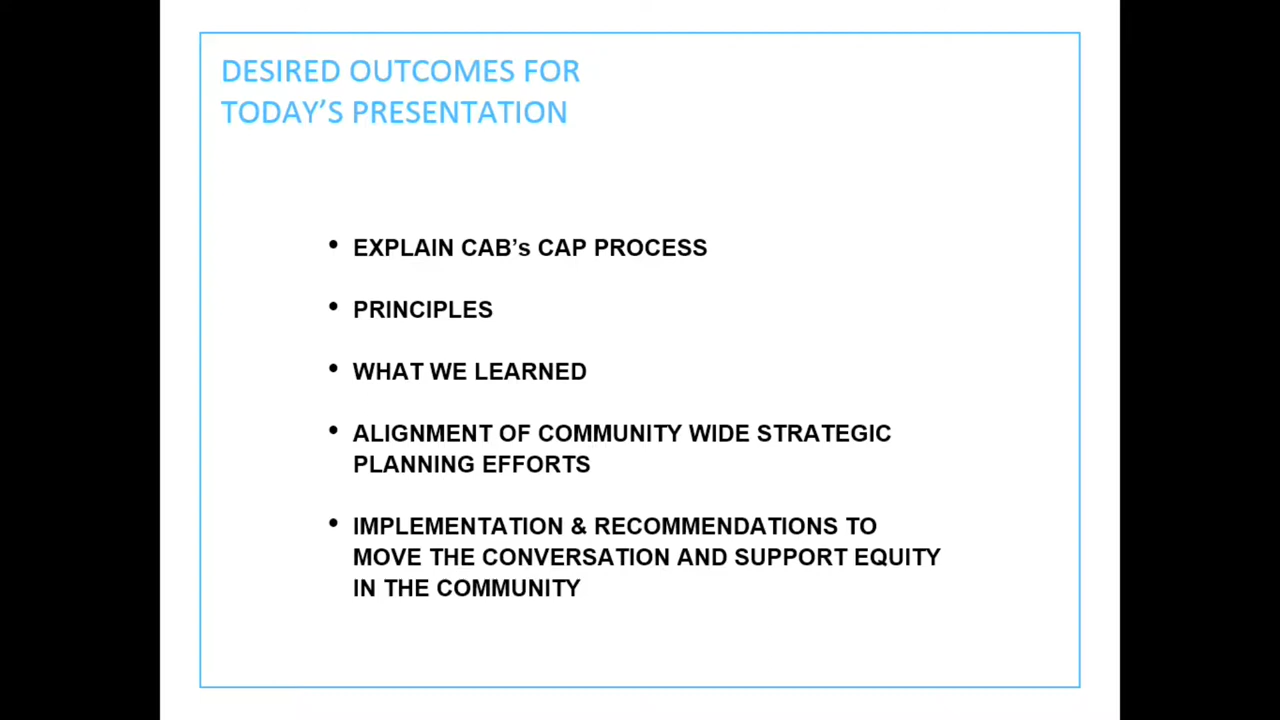 DESIRED OUTCOMES FOR
TODAY’S PRESENTATION
• EXPLAIN CAB’s CAP PROCESS
• PRINCIPLES
• WHAT WE LEARNED
• ALIGNMENT OF COMMUNITY WIDE STRATEGIC
PLANNING EFFORTS
• IMPLEMENTATION & RECOMMENDATIONS TO
MOVE THE CONVERSATION AND SUPPORT EQUITY
IN THE COMMUNITY